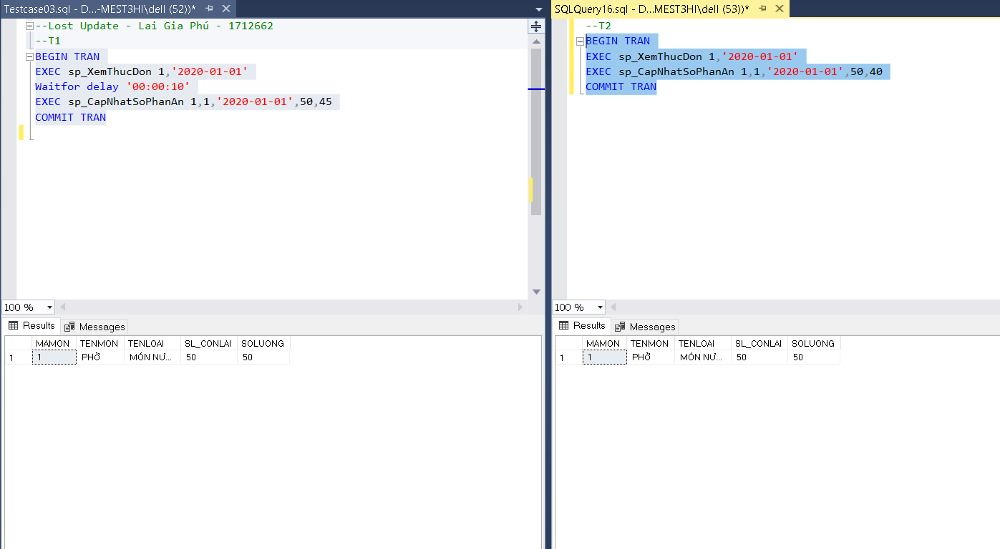 Testcase03.sql - D...-MEST3HI\dell (52))*
--Lost Update - Lai Gia Phú - 1712662
--T1
BEGIN TRAN
EXEC sp_XemThucDon 1,'2020-01-01'
Waitfor delay '00:00:10'
EXEC sp_CapNhatSoPhanAn 1,1,'2020-01-01',50,45
COMMIT TRAN
100 %
Results Messages
MAMON TENMON TENLOAI SL_CONLAI SOLUONG
1 1 PHỞ MÓN NƯ... 50 50
SQLQuery16.sql - D...MEST3HI\dell (53))*
--T2
BEGIN TRAN
EXEC sp_XemThucDon 1,'2020-01-01'
EXEC sp_CapNhatSoPhanAn 1,1,'2020-01-01',50,40
COMMIT TRAN
100 %
Results Messages
MAMON TENMON TENLOAI SL_CONLAI SOLUONG
1 1 PHỞ MÓN NƯ... 50 50